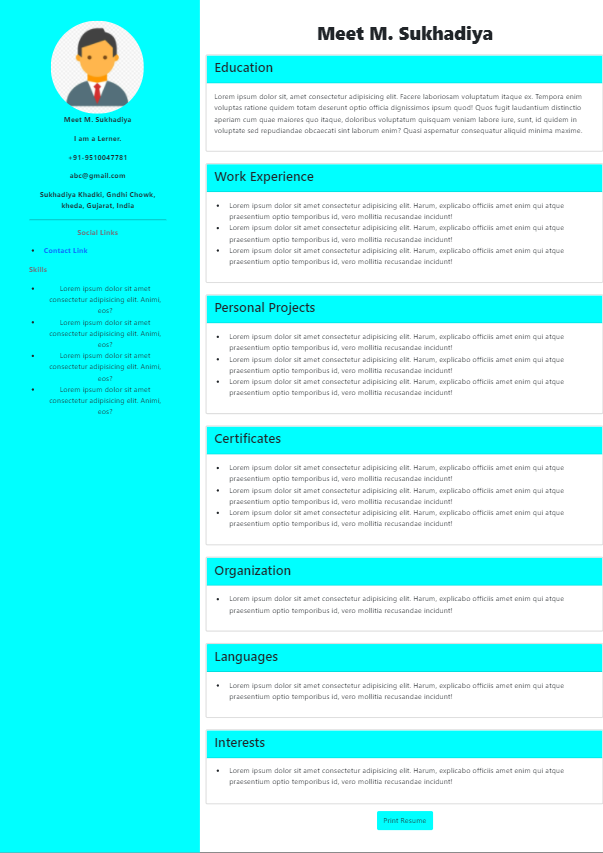 Meet M. Sukhadiya
I am a Lerner.
+91-9510047781
abc@gmail.com
Sukhadiya Khadki, Gndhi Chowk,
kheda, Gujarat, India
Social Links
Contact Link
Skills
Lorem ipsum dolor sit amet
consectetur adipisicing elit. Animi,
eos?
Lorem ipsum dolor sit amet
consectetur adipisicing elit. Animi,
eos?
Lorem ipsum dolor sit amet
consectetur adipisicing elit. Animi,
eos?
Lorem ipsum dolor sit amet
consectetur adipisicing elit. Animi,
eos?
Meet M. Sukhadiya
Education
Lorem ipsum dolor sit, amet consectetur adipisicing elit. Facere laboriosam voluptatum itaque ex. Tempora enim
voluptas ratione quidem totam deserunt optio officia dignissimos ipsum quod! Quos fugit laudantium distinctio
aperiam cum quae maiores quo itaque, doloribus voluptatum quisquam veniam labore iure, sunt, id quidem in
voluptate sed repudiandae obcaecati sint laborum enim? Quasi aspernatur consequatur aliquid minima maxime.
Work Experience
Lorem ipsum dolor sit amet consectetur adipisicing elit. Harum, explicabo officiis amet enim qui atque
praesentium optio temporibus id, vero mollitia recusandae incidunt!
Lorem ipsum dolor sit amet consectetur adipisicing elit. Harum, explicabo officiis amet enim qui atque
praesentium optio temporibus id, vero mollitia recusandae incidunt!
Lorem ipsum dolor sit amet consectetur adipisicing elit. Harum, explicabo officiis amet enim qui atque
praesentium optio temporibus id, vero mollitia recusandae incidunt!
Personal Projects
Lorem ipsum dolor sit amet consectetur adipisicing elit. Harum, explicabo officiis amet enim qui atque
praesentium optio temporibus id, vero mollitia recusandae incidunt!
Lorem ipsum dolor sit amet consectetur adipisicing elit. Harum, explicabo officiis amet enim qui atque
praesentium optio temporibus id, vero mollitia recusandae incidunt!
Lorem ipsum dolor sit amet consectetur adipisicing elit. Harum, explicabo officiis amet enim qui atque
praesentium optio temporibus id, vero mollitia recusandae incidunt!
Certificates
Lorem ipsum dolor sit amet consectetur adipisicing elit. Harum, explicabo officiis amet enim qui atque
praesentium optio temporibus id, vero mollitia recusandae incidunt!
Lorem ipsum dolor sit amet consectetur adipisicing elit. Harum, explicabo officiis amet enim qui atque
praesentium optio temporibus id, vero mollitia recusandae incidunt!
Lorem ipsum dolor sit amet consectetur adipisicing elit. Harum, explicabo officiis amet enim qui atque
praesentium optio temporibus id, vero mollitia recusandae incidunt!
Organization
Lorem ipsum dolor sit amet consectetur adipisicing elit. Harum, explicabo officiis amet enim qui atque
praesentium optio temporibus id, vero mollitia recusandae incidunt!
Languages
Lorem ipsum dolor sit amet consectetur adipisicing elit. Harum, explicabo officiis amet enim qui atque
praesentium optio temporibus id, vero mollitia recusandae incidunt!
Interests
Lorem ipsum dolor sit amet consectetur adipisicing elit. Harum, explicabo officiis amet enim qui atque
praesentium optio temporibus id, vero mollitia recusandae incidunt!
Print Resume